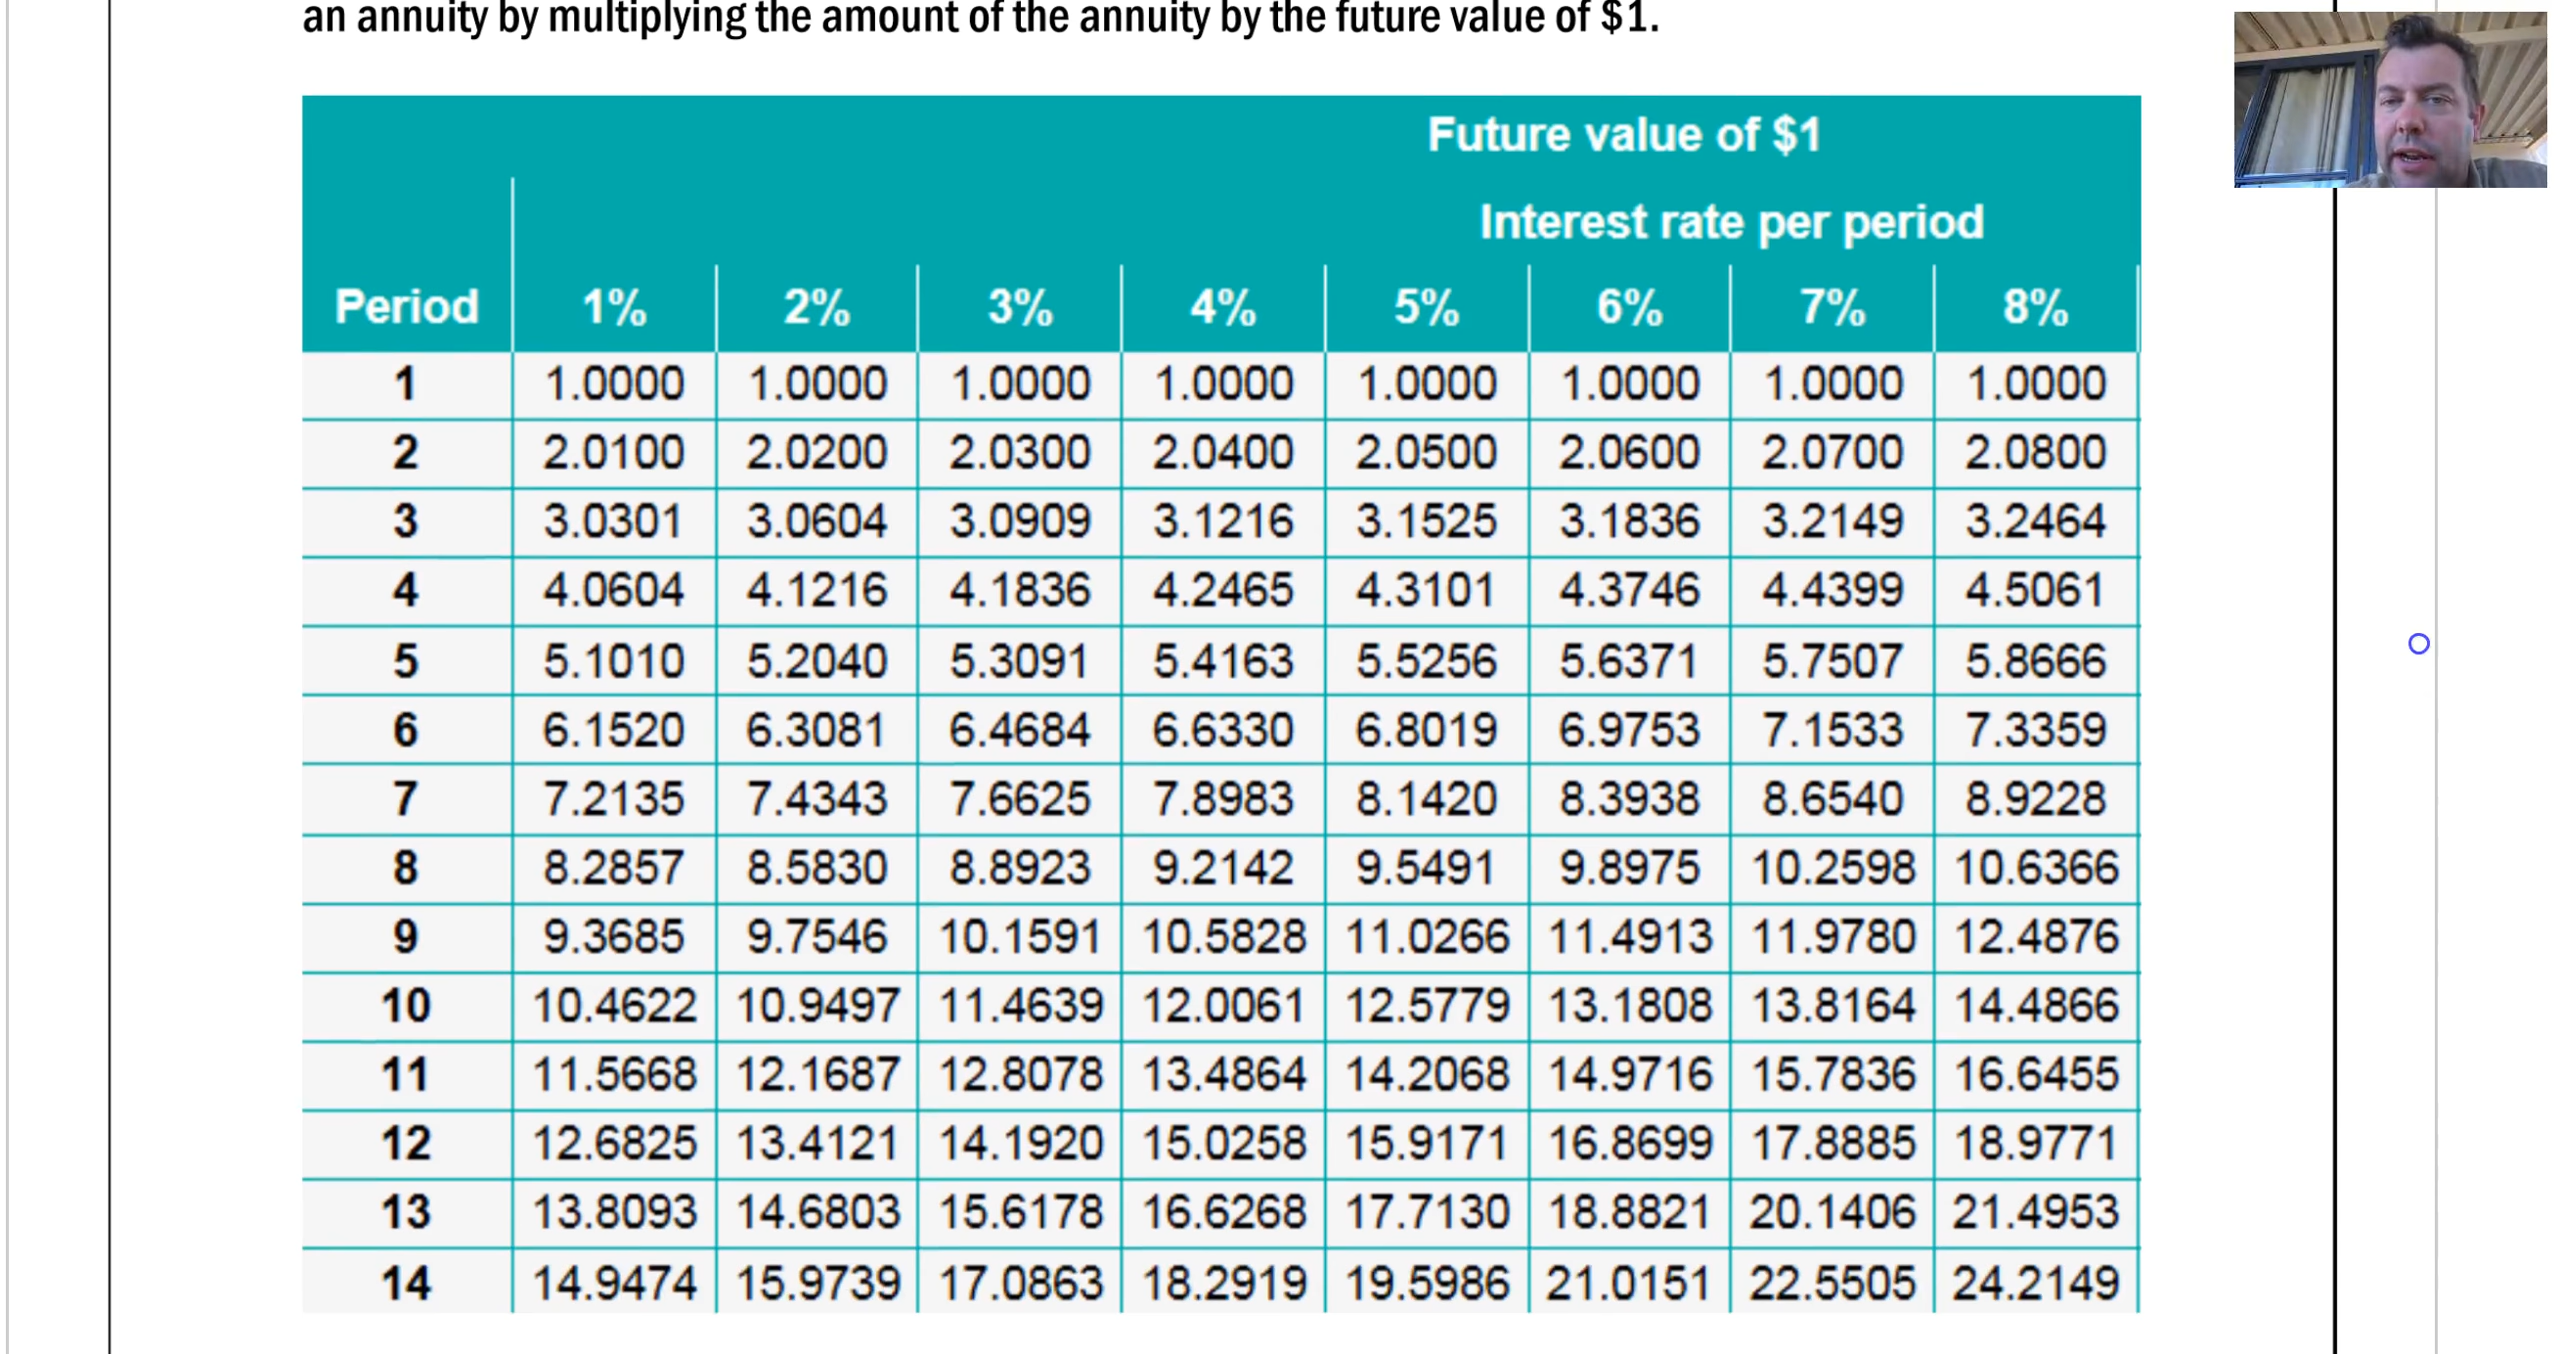 an annuity by multiplying the amount of the annuity by the future value of $1.
Future value of $1
Interest rate per period
Period 1% 2% 3% 4% 5% 6% 7% 8%
1 1.0000 1.0000 1.0000 1.0000 1.0000 1.0000 1.0000 1.0000
2 2.0100 2.0200 2.0300 2.0400 2.0500 2.0600 2.0700 2.0800
3 3.0301 3.0604 3.0909 3.1216 3.1525 3.1836 3.2149 3.2464
4 4.0604 4.1216 4.1836 4.2465 4.3101 4.3746 4.4399 4.5061
5 5.1010 5.2040 5.3091 5.4163 5.5256 5.6371 5.7507 5.8666
6 6.1520 6.3081 6.4684 6.6330 6.8019 6.9753 7.1533 7.3359
7 7.2135 7.4343 7.6625 7.8983 8.1420 8.3938 8.6540 8.9228
8 8.2857 8.5830 8.8923 9.2142 9.5491 9.8975 10.2598 10.6366
9 9.3685 9.7546 10.1591 10.5828 11.0266 11.4913 11.9780 12.4876
10 10.4622 10.9497 11.4639 12.0061 12.5779 13.1808 13.8164 14.4866
11 11.5668 12.1687 12.8078 13.4864 14.2068 14.9716 15.7836 16.6455
12 12.6825 13.4121 14.1920 15.0258 15.9171 16.8699 17.8885 18.9771
13 13.8093 14.6803 15.6178 16.6268 17.7130 18.8821 20.1406 21.4953
14 14.9474 15.9739 17.0863 18.2919 19.5986 21.0151 22.5505 24.2149